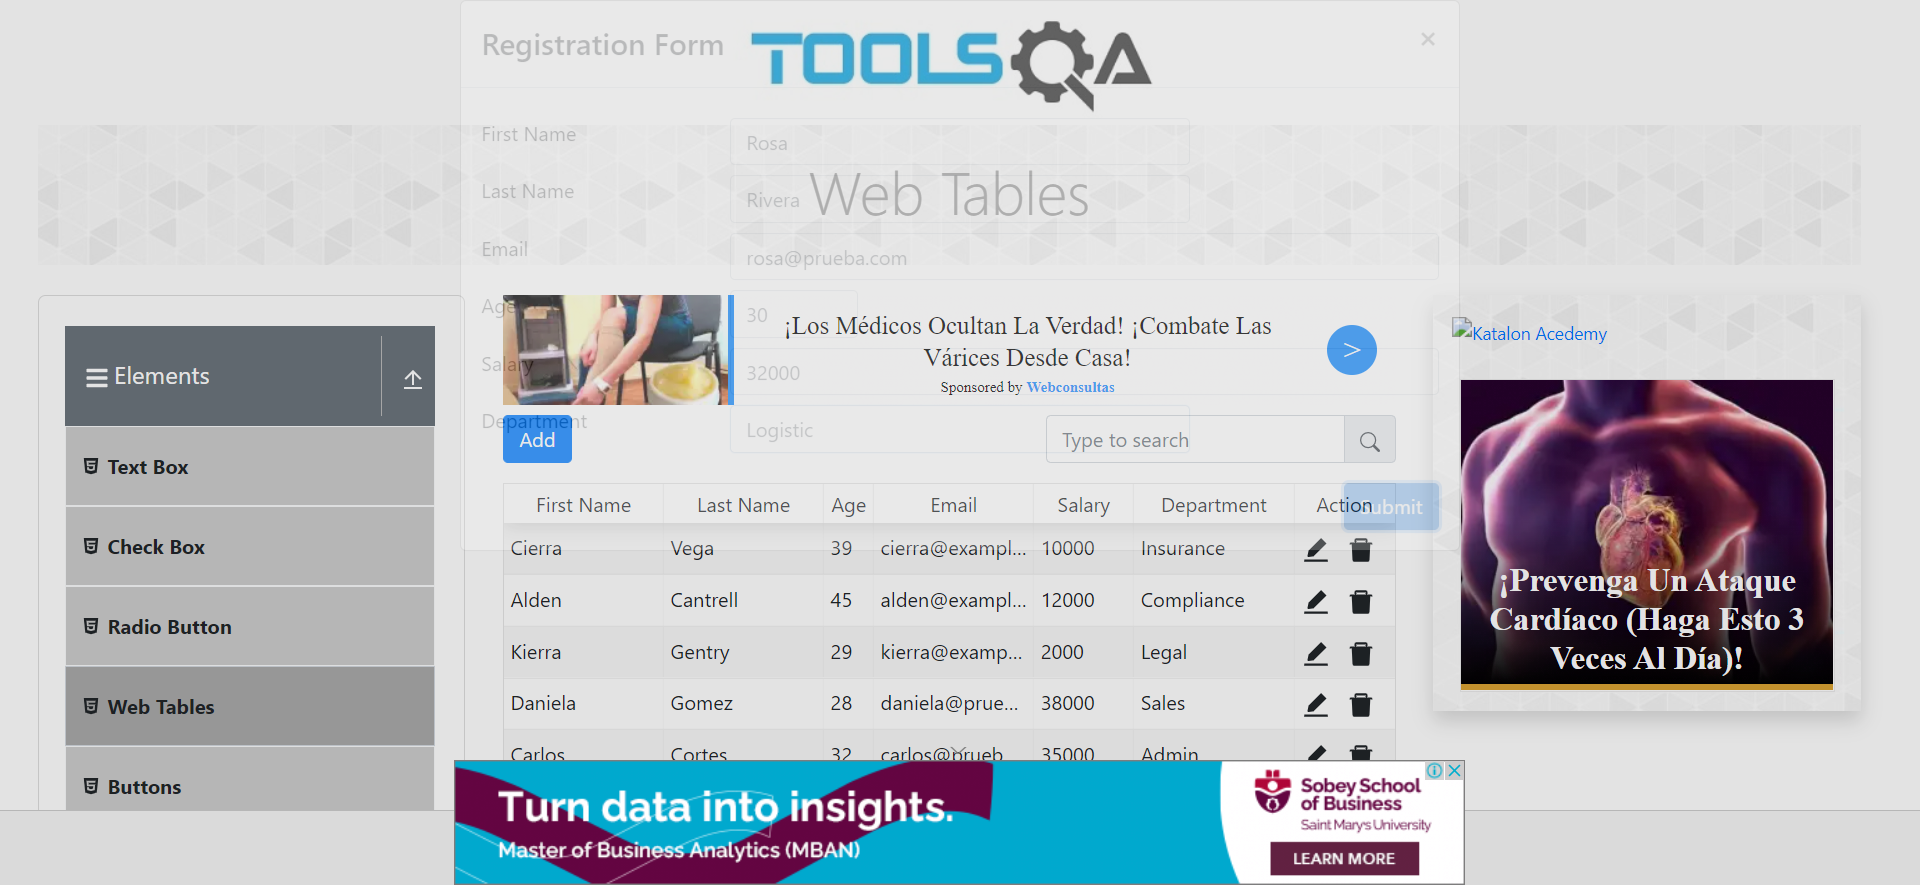 Registration Form
TOOLSQA
×
First Name
Rosa
Last Name
Rivera
Web Tables
Email
rosa@prueba.com
Age
30
¡Los Médicos Ocultan La Verdad! ¡Combate Las
Várices Desde Casa!
Sponsored by Webconsultas
>
Katalon Acedemy
Elements
Salary
32000
Department
Logistic
Add
Type to search
Submit
Text Box
Check Box
Radio Button
Web Tables
Buttons
First Name Last Name Age Email Salary Department Action
Cierra Vega 39 cierra@exampl... 10000 Insurance
Alden Cantrell 45 alden@exampl... 12000 Compliance
Kierra Gentry 29 kierra@examp... 2000 Legal
Daniela Gomez 28 daniela@prue... 38000 Sales
Carlos Cortes 32 carlos@prueb... 35000 Admin
¡Prevenga Un Ataque
Cardíaco (Haga Esto 3
Veces Al Día)!
Turn data into insights.
Master of Business Analytics (MBAN)
Sobey School
of Business
Saint Mary's University
LEARN MORE